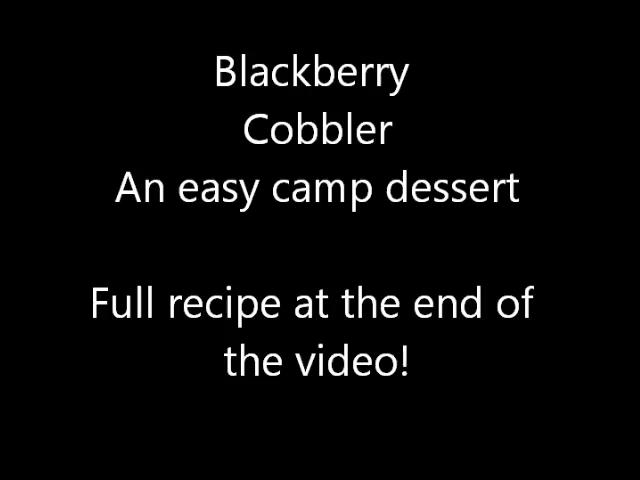 Blackberry
Cobbler
An easy camp dessert
Full recipe at the end of
the video!